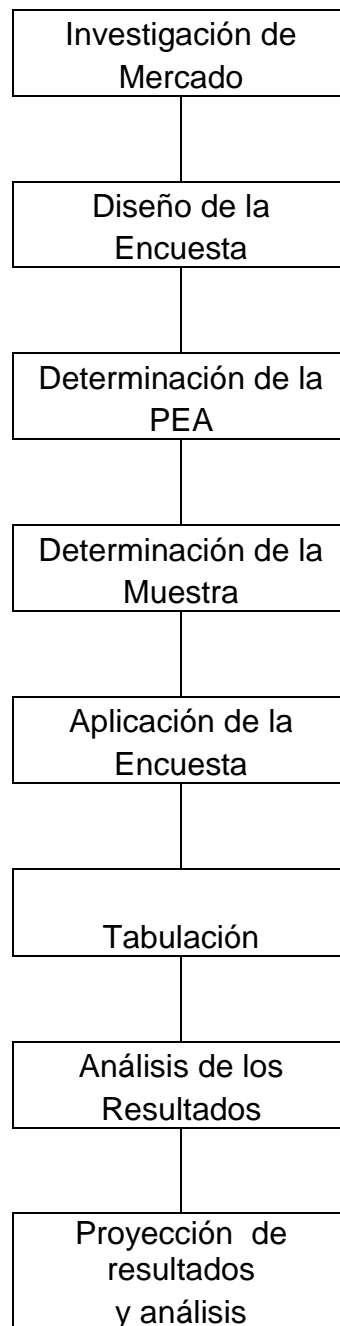 Investigación de
Mercado
Diseño de la
Encuesta
Determinación de la
PEA
Determinación de la
Muestra
Aplicación de la
Encuesta
Tabulación
Análisis de los
Resultados
Proyección de
resultados
y análisis